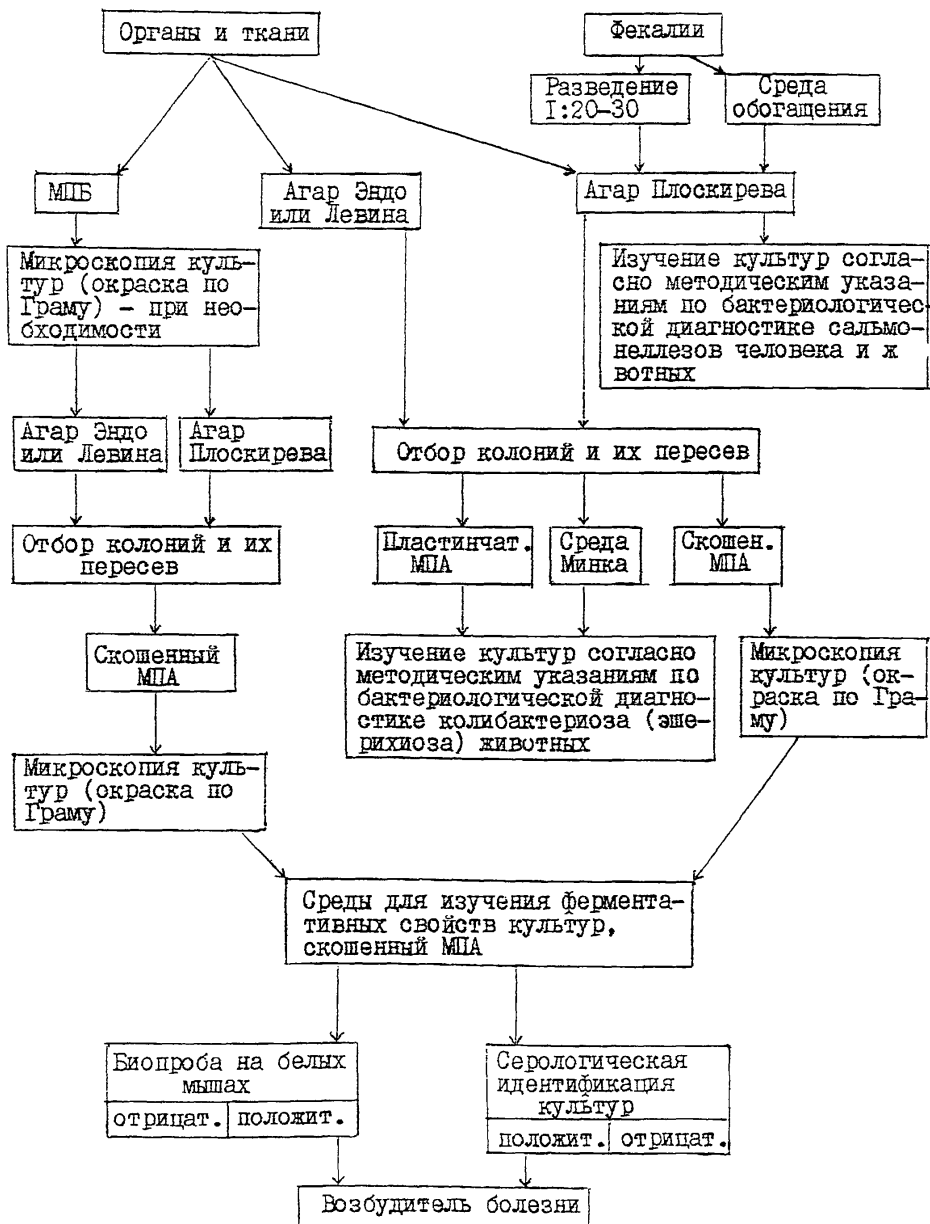 Органы и ткани
Фекалии
Разведение
I:20-30
Среда
обогащения
МПБ
Агар Эндо
или Левина
Агар Плоскирева
Микроскопия куль-
тур (окраска по
Граму) - при нео-
бходимости
Изучение культур согла-
сно методическим указа-
ниям по бактериологичес
кой диагностике сальмо-
неллезов человека и ж
вотных
Агар Эндо
или Левина
Агар
Плоскирева
Отбор колоний и их пересев
Отбор колоний и их
пересев
Пластинчат.
МПА
Среда
Минка
Скошен.
МПА
Скошенный
МПА
Изучение культур согласно
методическим указаниям по
бактериологической диагно-
стике колибактериоза (эше-
рихиоза) животных
Микроскопия
культур (ок-
раска по Гра-
му)
Микроскопия куль-
тур (окраска по
Граму)
Среды для изучения фермента-
тивных свойств культур,
скошенный МПА
Биопроба на белых
мышах
отрицат. положит.
Серологическая
идентификация
культур
положит. отрицат.
Возбудитель болезни